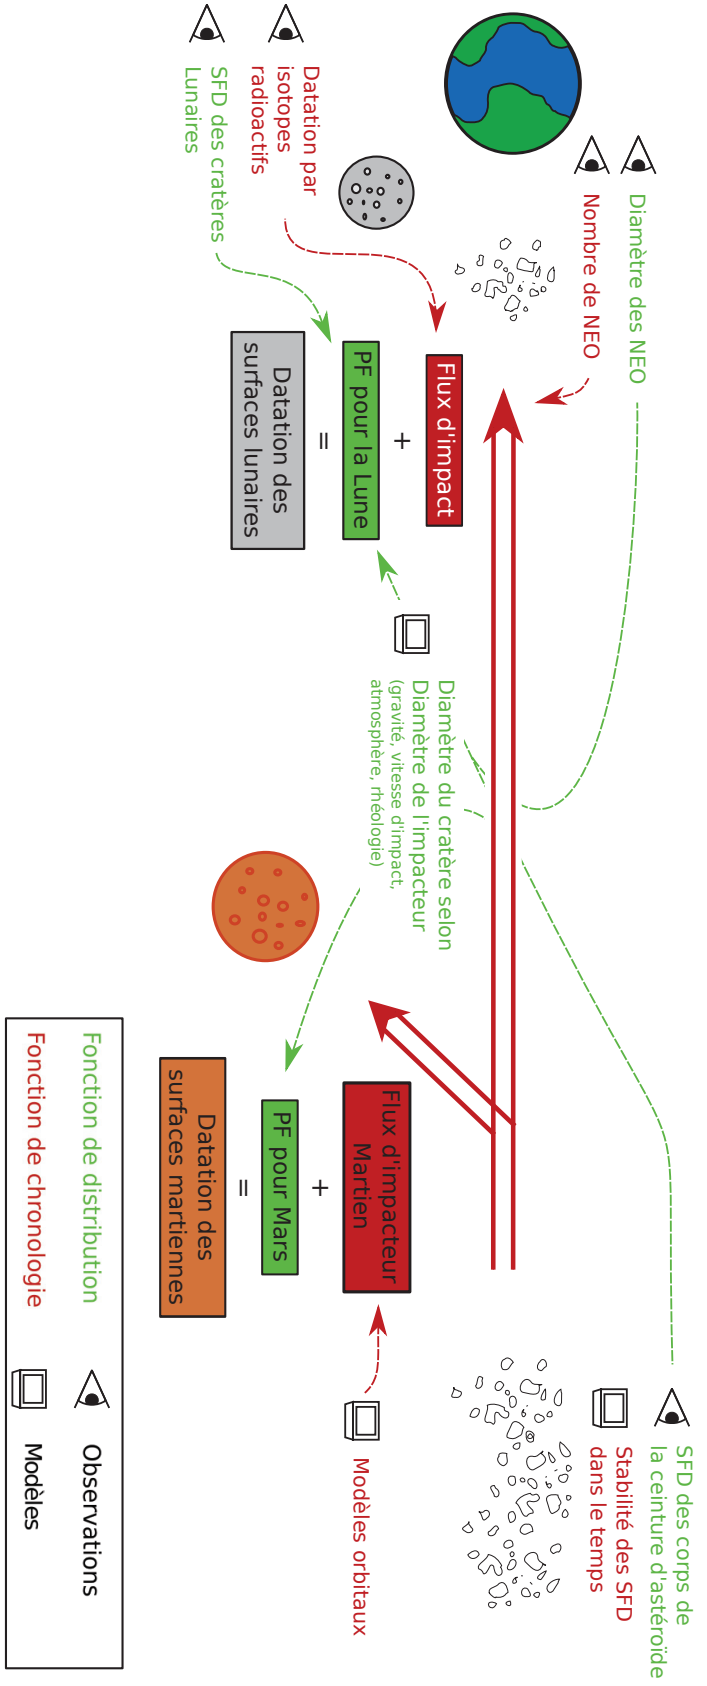 Diamètre des NEO
Nombre de NEO
SFD des corps de
la ceinture d'astéroïde
Stabilité des SFD
dans le temps
Datation par
isotopes
radioactifs
SFD des cratères
Lunaires
Flux d'impact
+
PF pour la Lune
=
Datation des
surfaces lunaires
Diamètre du cratère selon
Diamètre de l'impacteur
(gravité, vitesse d'impact,
atmosphère, rhéologie)
Flux d'impacteur
Martien
+
PF pour Mars
=
Datation des
surfaces martiennes
Modèles orbitaux
Fonction de distribution
Observations
Fonction de chronologie
Modèles